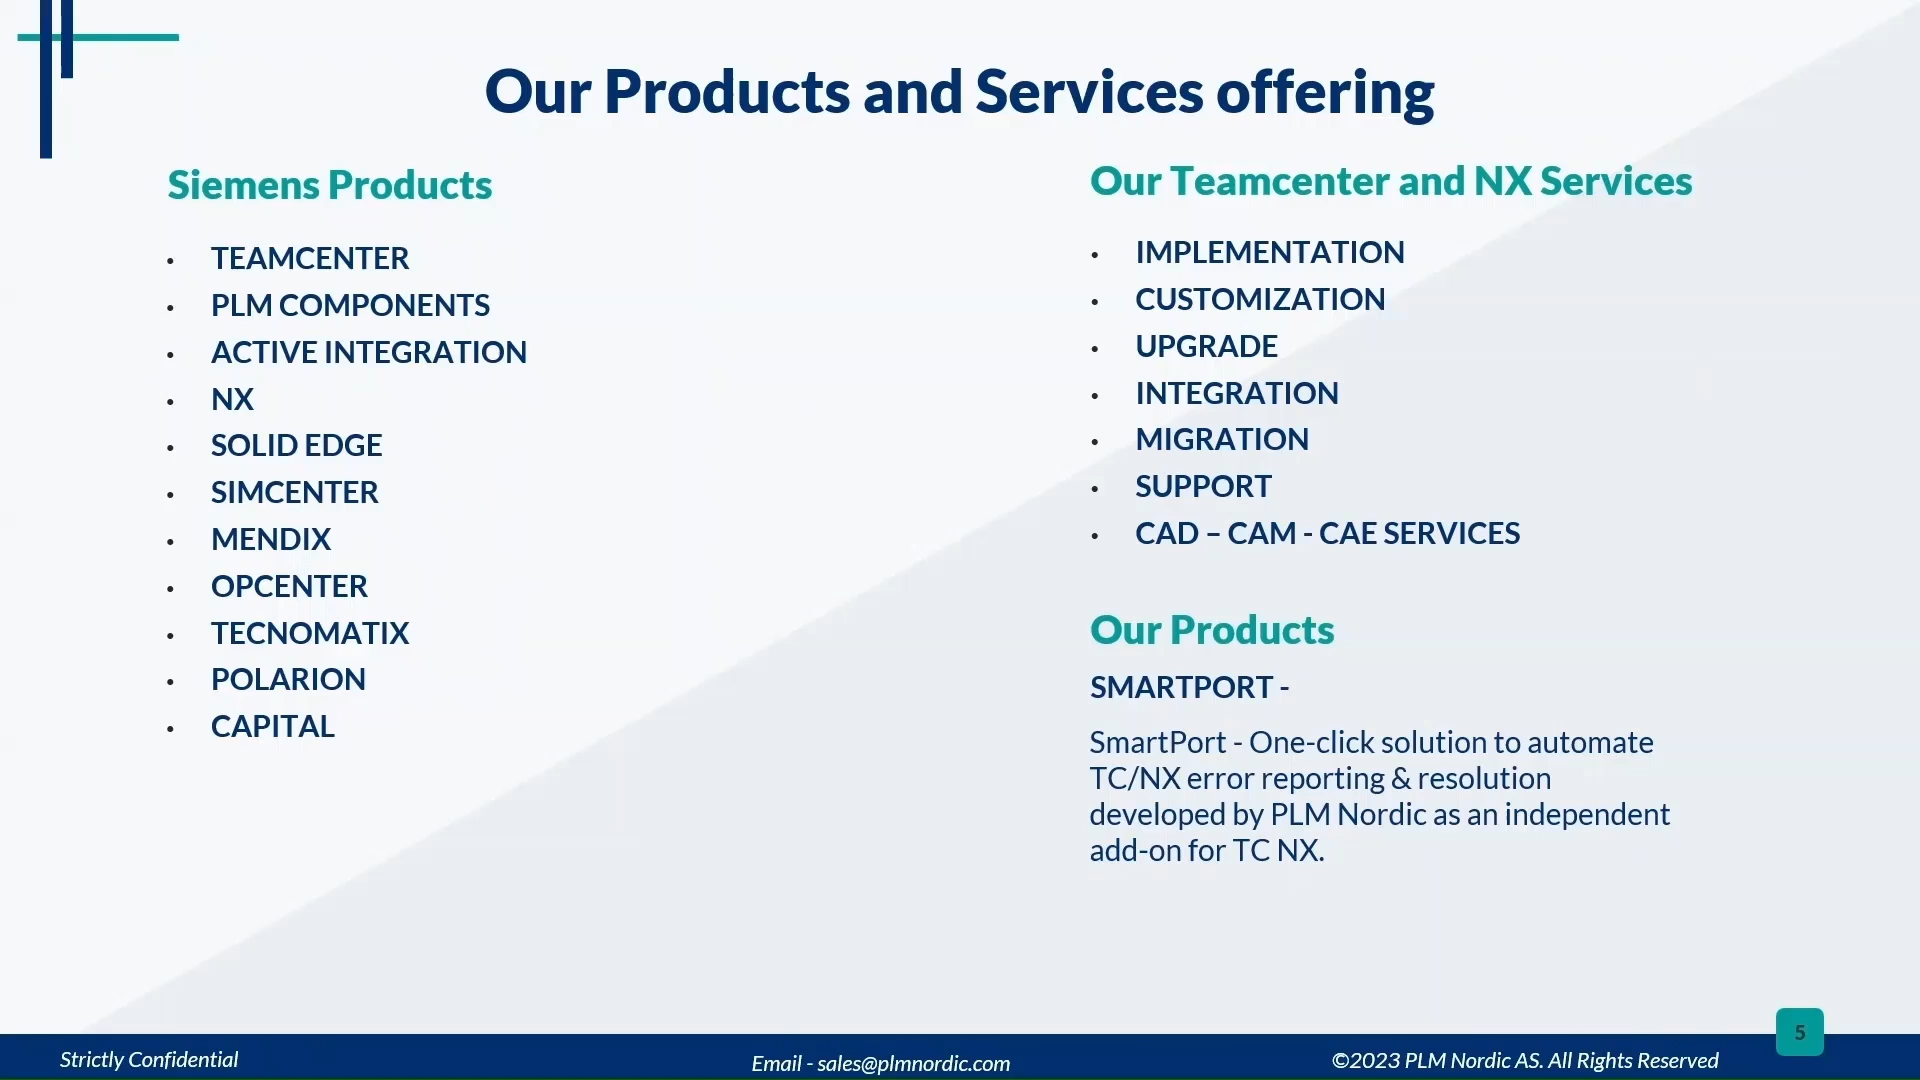 Our Products and Services offering
Siemens Products
• TEAMCENTER
• PLM COMPONENTS
• ACTIVE INTEGRATION
• NX
• SOLID EDGE
• SIMCENTER
• MENDIX
• OPCENTER
• TECNOMATIX
• POLARION
• CAPITAL
Our Teamcenter and NX Services
• IMPLEMENTATION
• CUSTOMIZATION
• UPGRADE
• INTEGRATION
• MIGRATION
• SUPPORT
• CAD – CAM - CAE SERVICES
Our Products
SMARTPORT -
SmartPort - One-click solution to automate
TC/NX error reporting & resolution
developed by PLM Nordic as an independent
add-on for TC NX.
5
Strictly Confidential
Email - sales@plmnordic.com
©2023 PLM Nordic AS. All Rights Reserved